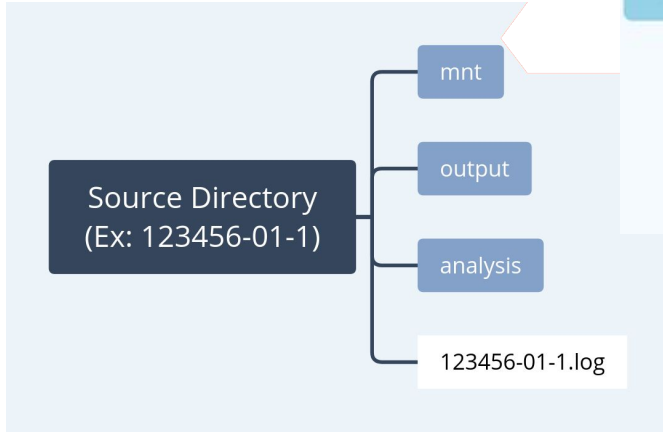 Source Directory
(Ex: 123456-01-1)
mnt
output
analysis
123456-01-1.log